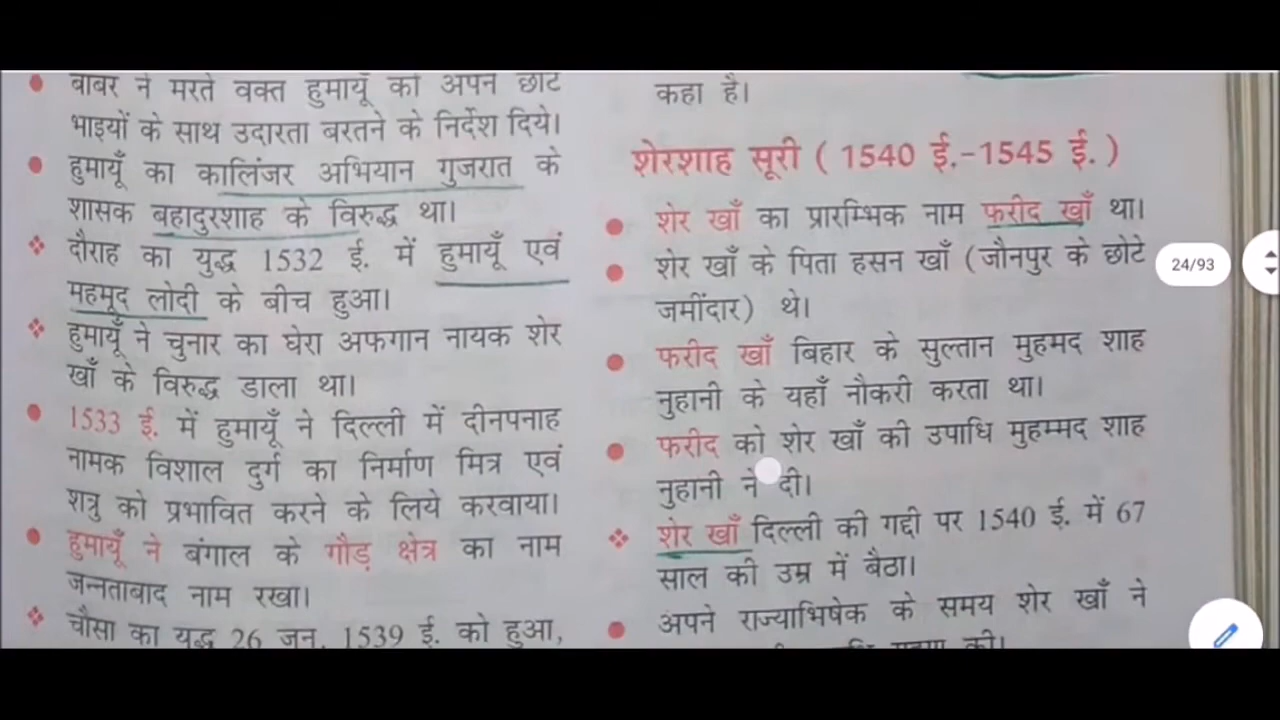 बाबर ने मरते वक्त हुमायूँ को अपने छोटे
भाइयों के साथ उदारता बरतने के निर्देश दिये।
हुमायूँ का कालिंजर अभियान गुजरात के
शासक बहादुरशाह के विरुद्ध था।
दौराह का युद्ध 1532 ई. में हुमायूँ एवं
महमूद लोदी के बीच हुआ।
हुमायूँ ने चुनार का घेरा अफगान नायक शेर
खाँ के विरुद्ध डाला था।
1533 ई. में हुमायूँ ने दिल्ली में दीनपनाह
नामक विशाल दुर्ग का निर्माण मित्र एवं
शत्रु को प्रभावित करने के लिये करवाया।
हुमायूँ ने बंगाल के गौड़ क्षेत्र का नाम
जन्नताबाद नाम रखा।
चौसा का युद्ध 26 जून, 1539 ई. को हुआ,
कहा है।
शेरशाह सूरी ( 1540 ई.-1545 ई. )
शेर खाँ का प्रारम्भिक नाम फरीद खाँ था।
शेर खाँ के पिता हसन खाँ (जौनपुर के छोटे
जमींदार) थे।
फरीद खाँ बिहार के सुल्तान मुहमद शाह
नुहानी के यहाँ नौकरी करता था।
फरीद को शेर खाँ की उपाधि मुहम्मद शाह
नुहानी ने दी।
शेर खाँ दिल्ली की गद्दी पर 1540 ई. में 67
साल की उम्र में बैठा।
अपने राज्याभिषेक के समय शेर खाँ ने
की।
24/93